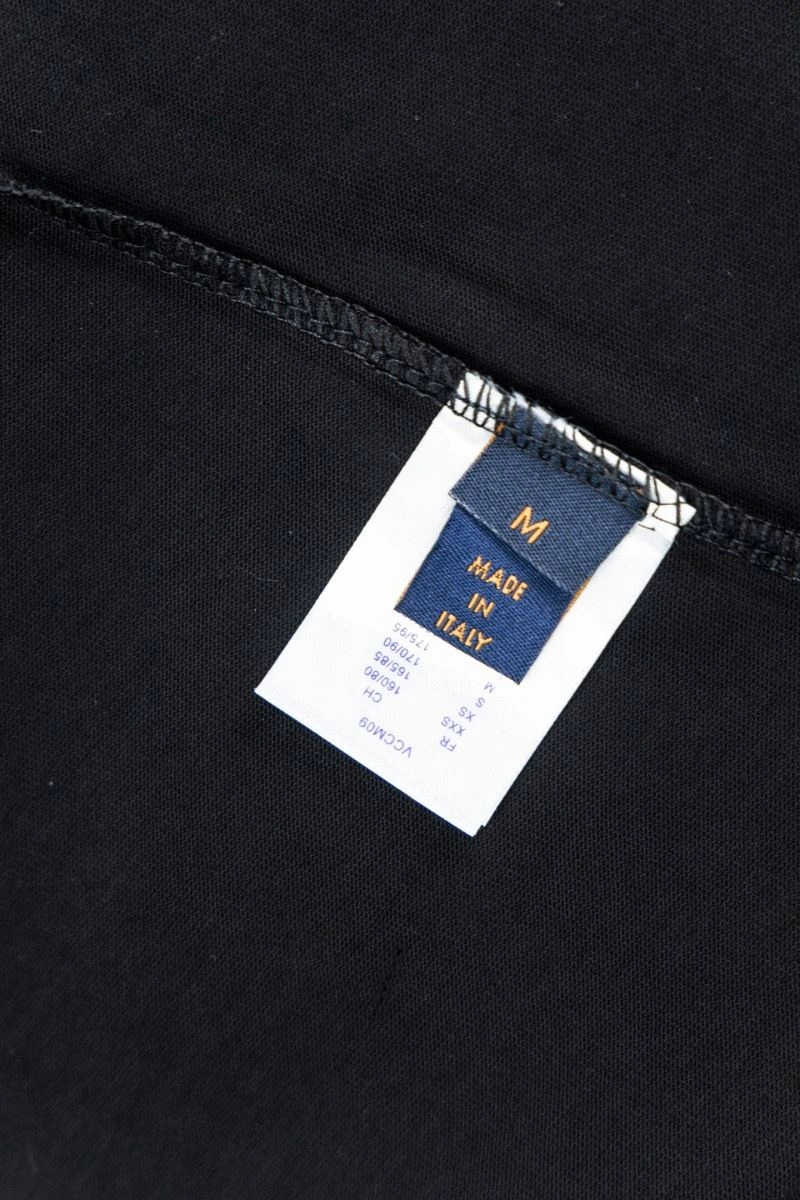 M
MADE
IN
ITALY
VCCM09
FR CH
XXS 160/80
XS 165/85
S 170/90
M 175/95